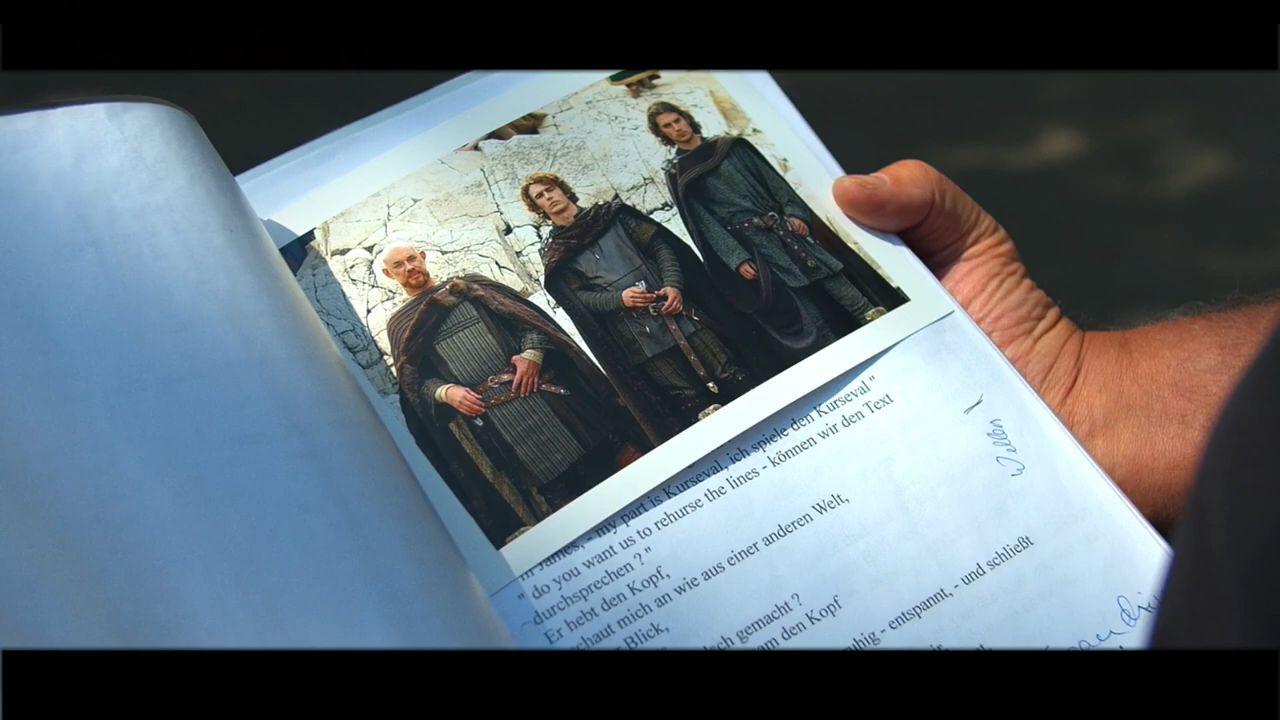 James, - my part is Kurseval, ich spiele den Kurseval"
" do you want us to rehurse the lines - können wir den Text
durchsprechen ? "
Er hebt den Kopf,
schaut mich an wie aus einer anderen Welt,
Blick,
gemacht ?
den Kopf
entspannt, - und schließt